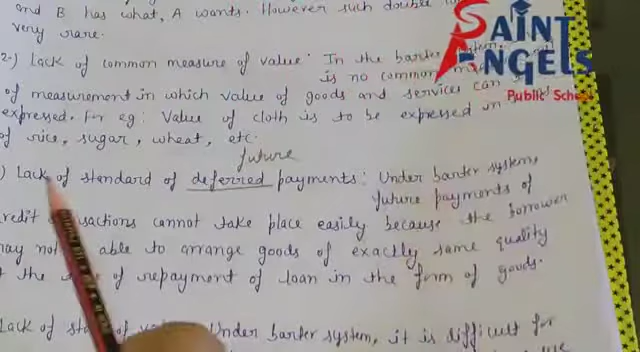 and B has what, A wants. However such double
very rare.
SAINT
ANGELS
Public School
2.) Lack of common measure of value: In the barter system,
is no common
of measurement in which value of goods and services can
expressed. For eg: Value of cloth is to be expressed in
of rice, sugar, wheat, etc.
future
) Lack of standard of deferred payments: Under barter system,
future payments of
redit cannot take place easily because the borrower
may not able to arrange goods of exactly same quality
the of repayment of loan in the form of goods.
Lack of Under barter system, it is difficult for